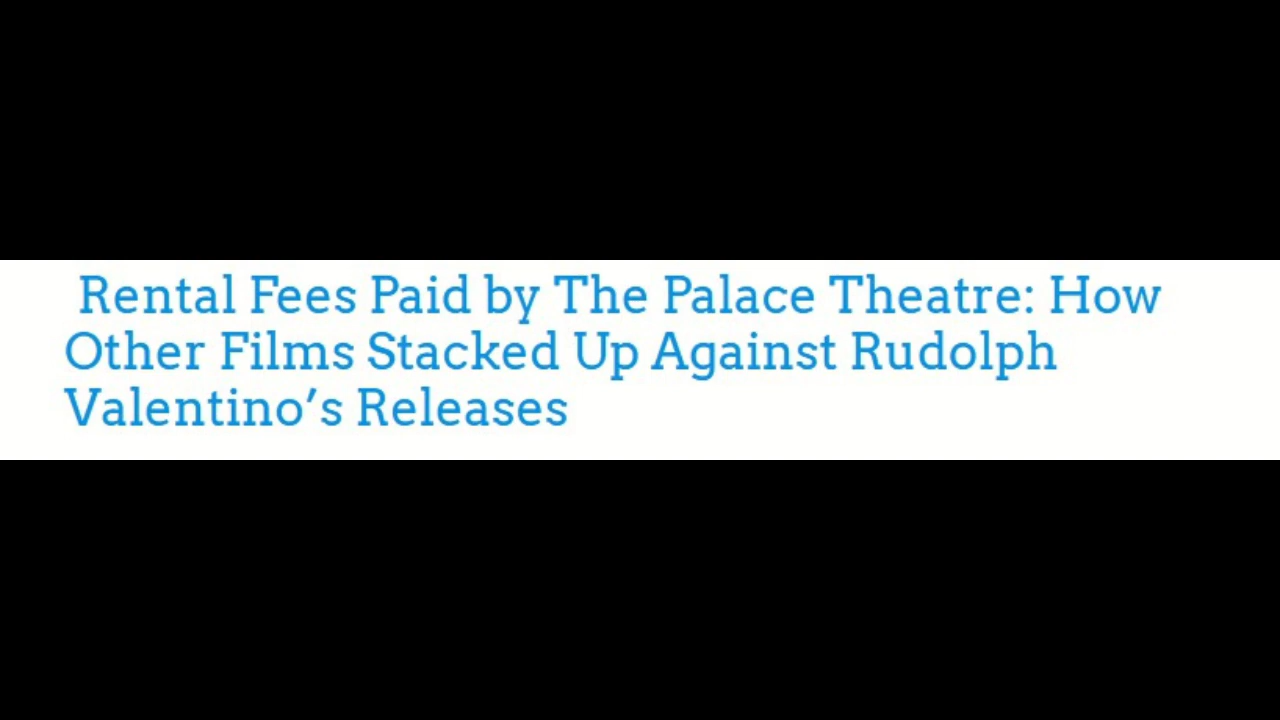 Rental Fees Paid by The Palace Theatre: How
Other Films Stacked Up Against Rudolph
Valentino’s Releases